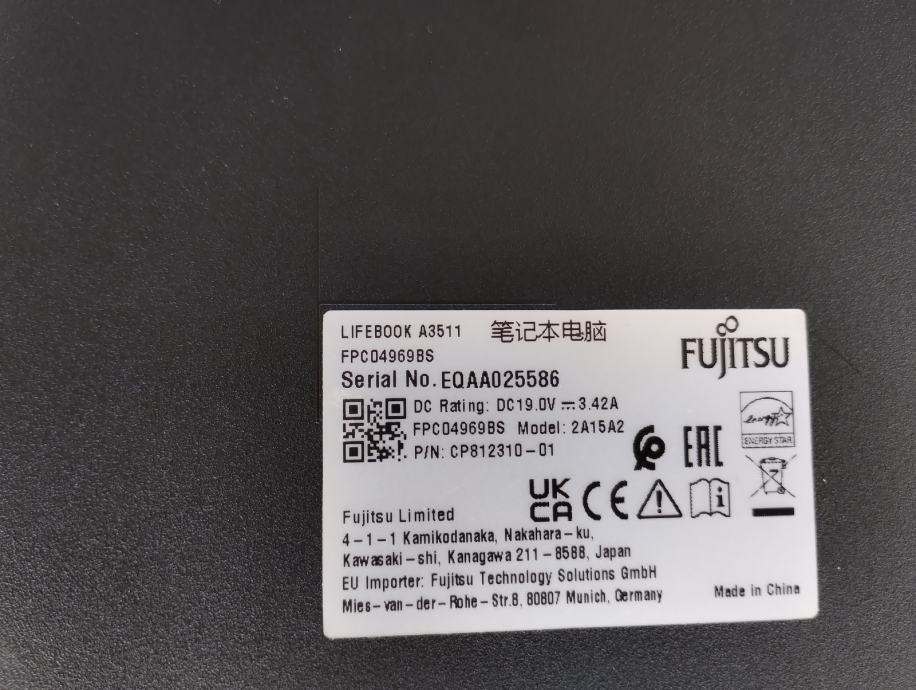 LIFEBOOK A3511 笔记本电脑
FUJITSU
FPC04969BS
Serial No. EQAA025586
DC Rating: DC19.0V ⎓ 3.42A
FPC04969BS Model: 2A15A2
P/N: CP812310-01
EAC
energy
ENERGY STAR
UK
CA CE
Fujitsu Limited
4-1-1 Kamikodanaka, Nakahara-ku,
Kawasaki-shi, Kanagawa 211-8588, Japan
EU Importer: Fujitsu Technology Solutions GmbH
Mies-van-der-Rohe-Str.8, 80807 Munich, Germany
Made in China